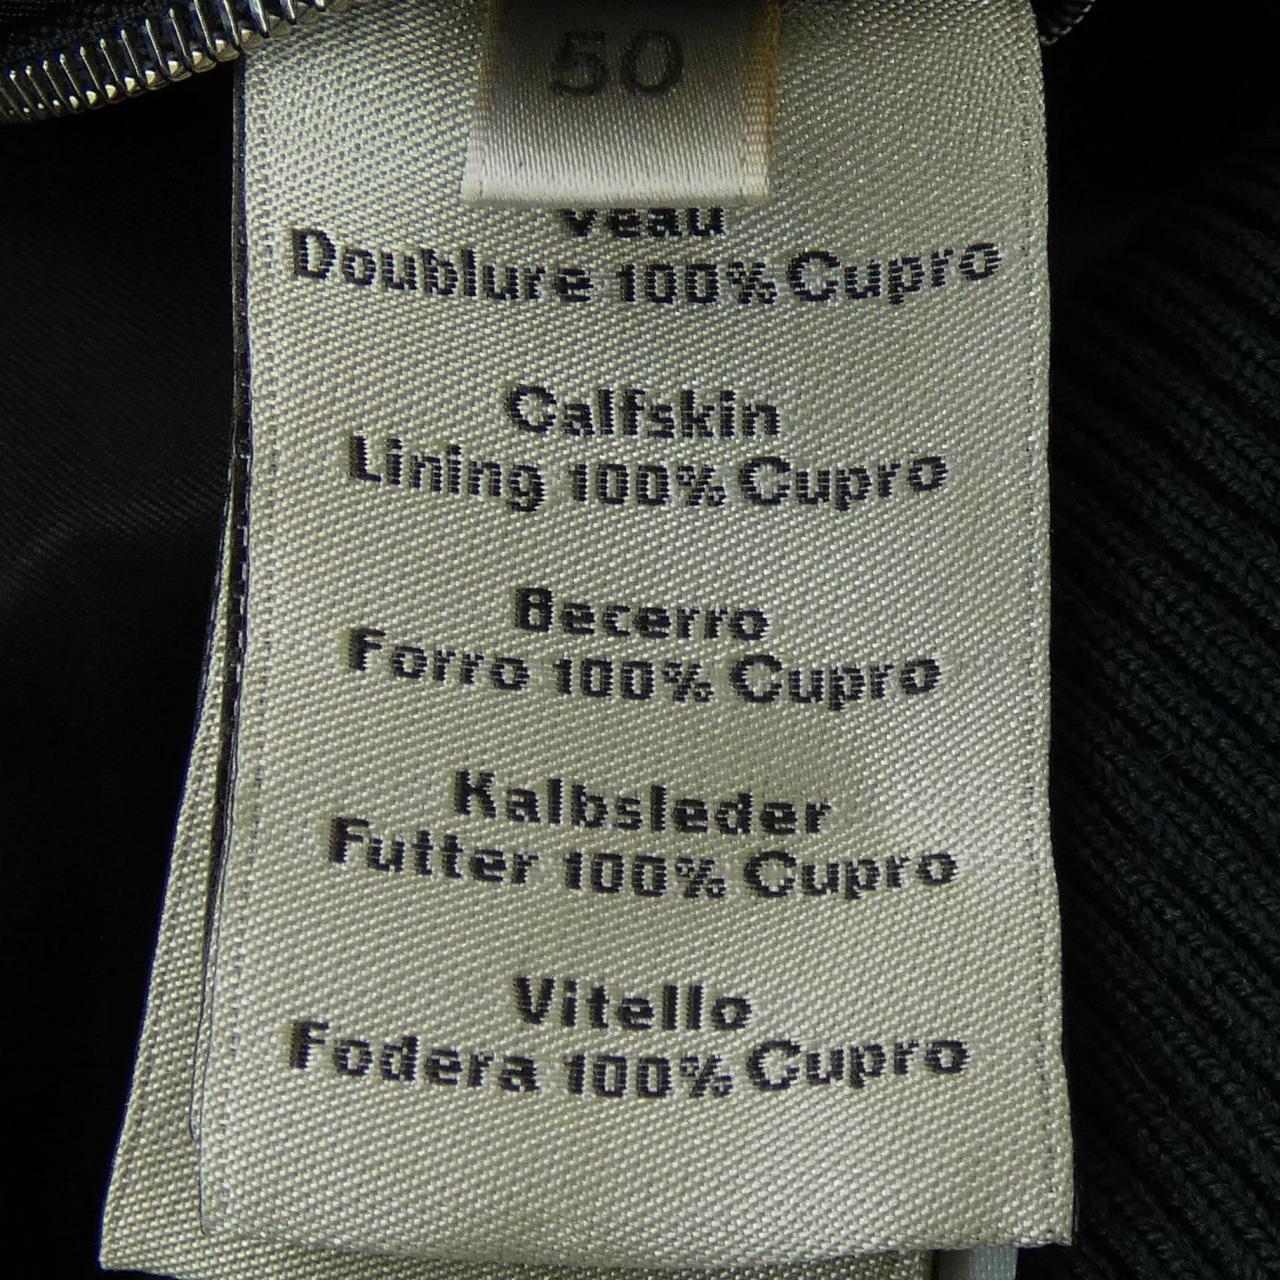 50
Veau
Doublure 100% Cupro
Calfskin
Lining 100% Cupro
Becerro
Forro 100% Cupro
Kalbsleder
Futter 100% Cupro
Vitello
Fodera 100% Cupro